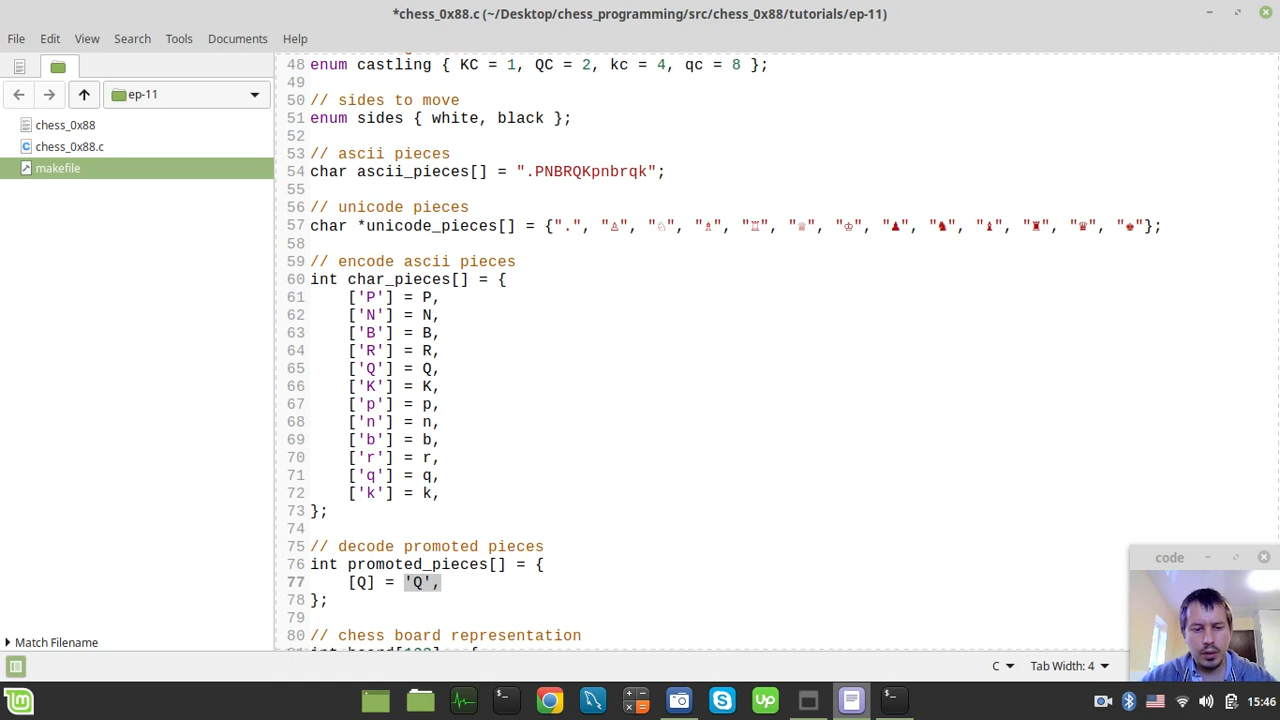 *chess_0x88.c (~/Desktop/chess_programming/src/chess_0x88/tutorials/ep-11)
File Edit View Search Tools Documents Help
ep-11
chess_0x88
chess_0x88.c
makefile
Match Filename
48 enum castling { KC = 1, QC = 2, kc = 4, qc = 8 };
49
50 // sides to move
51 enum sides { white, black };
52
53 // ascii pieces
54 char ascii_pieces[] = ".PNBRQKpnbrqk";
55
56 // unicode pieces
57 char *unicode_pieces[] = {".", "♙", "♘", "♗", "♖", "♕", "♔", "♟", "♞", "♝", "♜", "♛", "♚"};
58
59 // encode ascii pieces
60 int char_pieces[] = {
61 ['P'] = P,
62 ['N'] = N,
63 ['B'] = B,
64 ['R'] = R,
65 ['Q'] = Q,
66 ['K'] = K,
67 ['p'] = p,
68 ['n'] = n,
69 ['b'] = b,
70 ['r'] = r,
71 ['q'] = q,
72 ['k'] = k,
73 };
74
75 // decode promoted pieces
76 int promoted_pieces[] = {
77 [Q] = 'Q',
78 };
79
80 // chess board representation
code
C Tab Width: 4
15:46